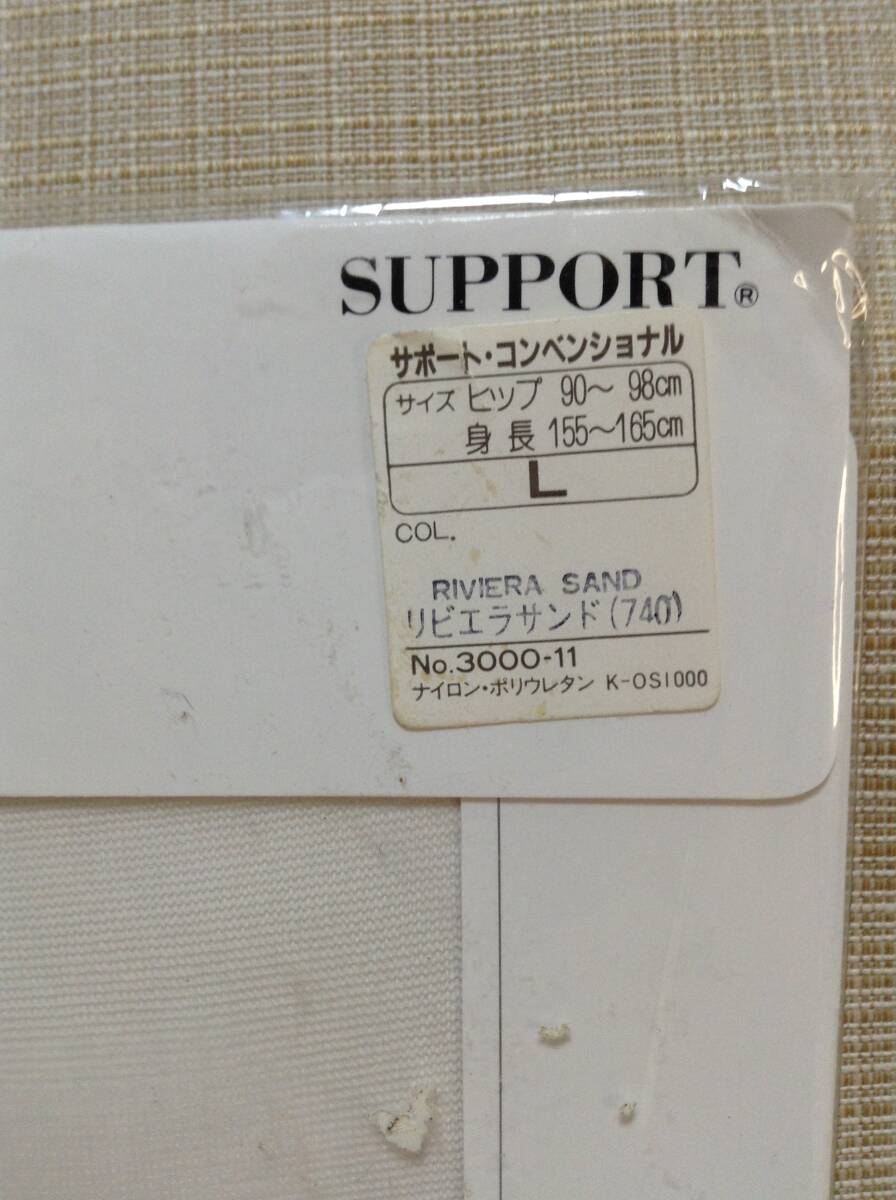 SUPPORT®
サポート・コンベンショナル
サイズ ヒップ 90〜98cm
身長 155〜165cm
L
COL.
RIVIERA SAND
リビエラサンド(740)
No.3000-11
ナイロン・ポリウレタン K-OS1000